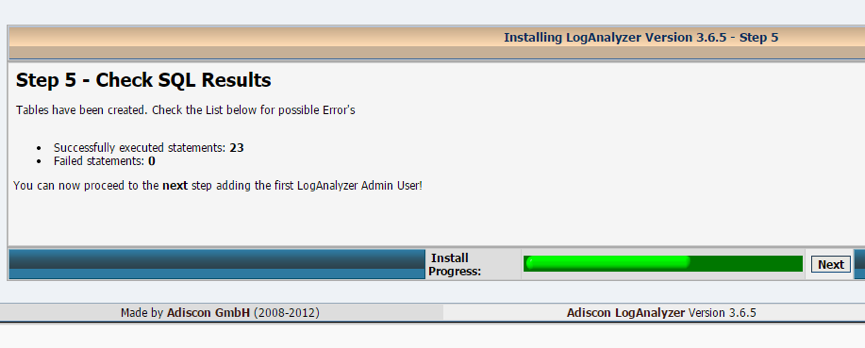 Installing LogAnalyzer Version 3.6.5 - Step 5
Step 5 - Check SQL Results
Tables have been created. Check the List below for possible Error's
• Successfully executed statements: 23
• Failed statements: 0
You can now proceed to the next step adding the first LogAnalyzer Admin User!
Install
Progress:
Next
Made by Adiscon GmbH (2008-2012)
Adiscon LogAnalyzer Version 3.6.5